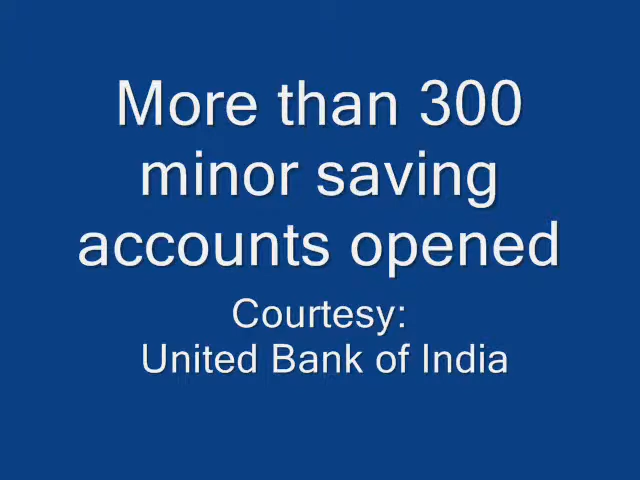 More than 300
minor saving
accounts opened
Courtesy:
United Bank of India